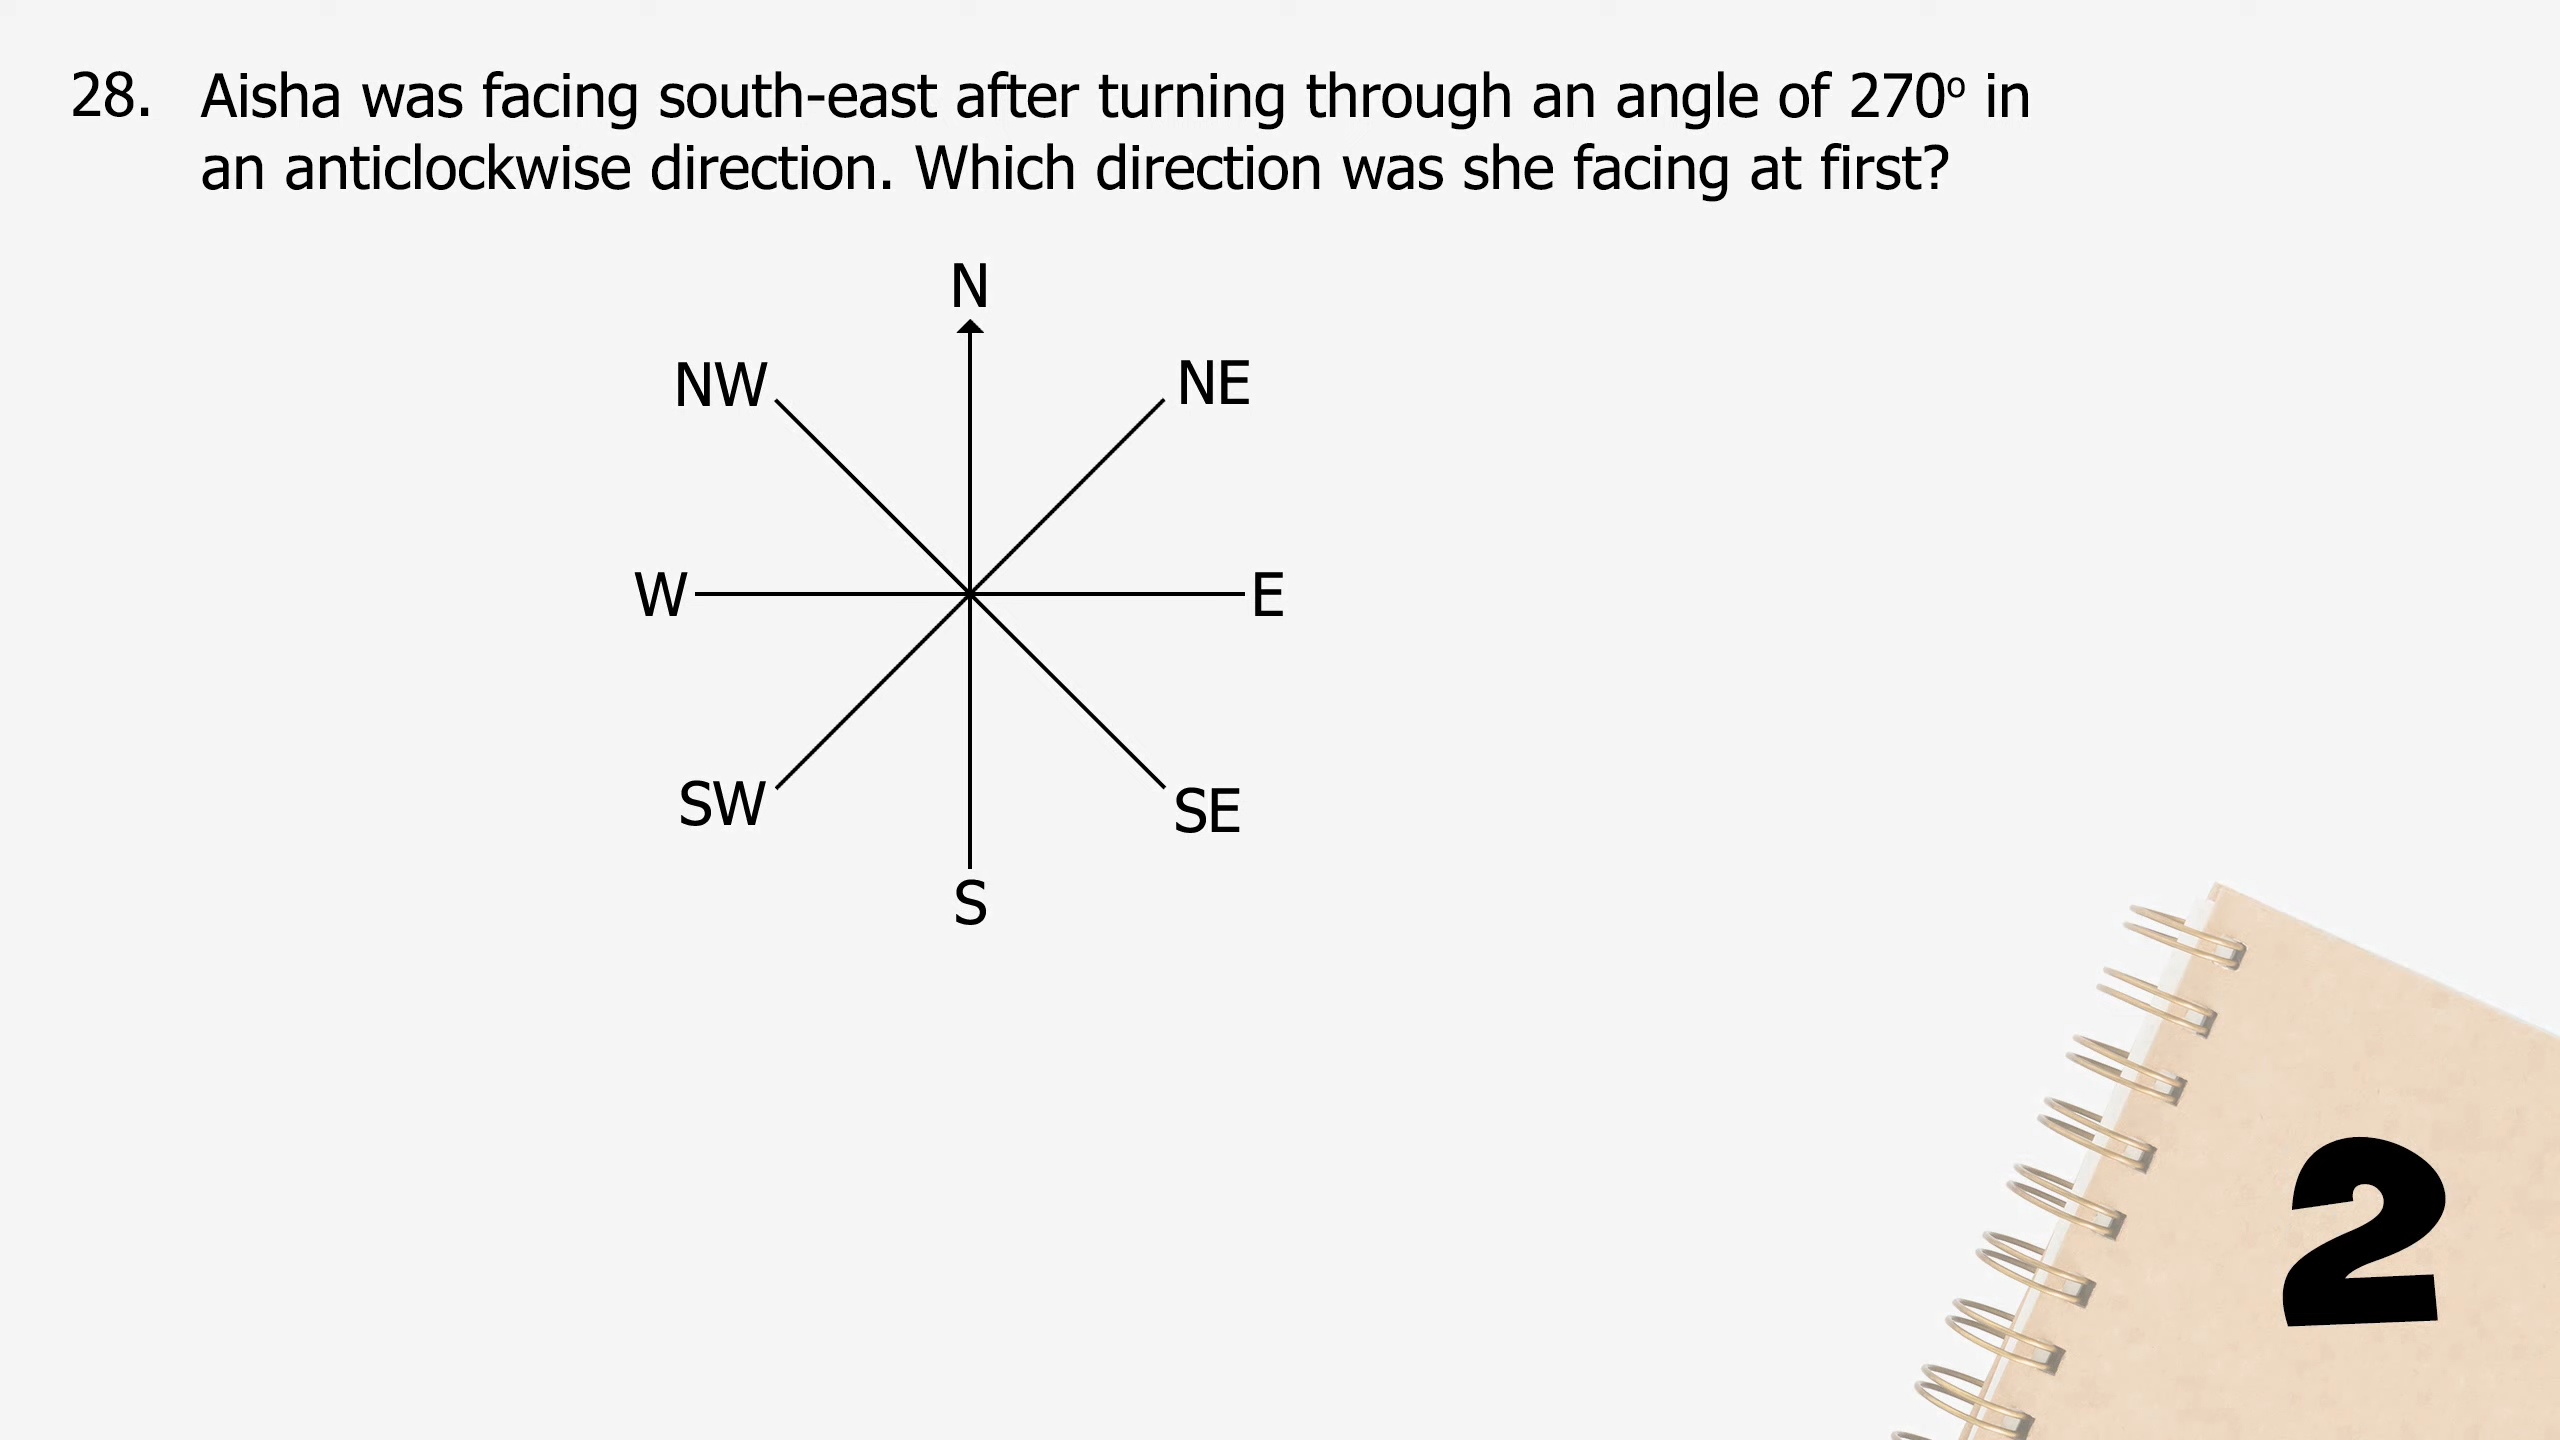 28. Aisha was facing south-east after turning through an angle of 270º in
an anticlockwise direction. Which direction was she facing at first?
N
NW NE
W E
SW SE
S
2